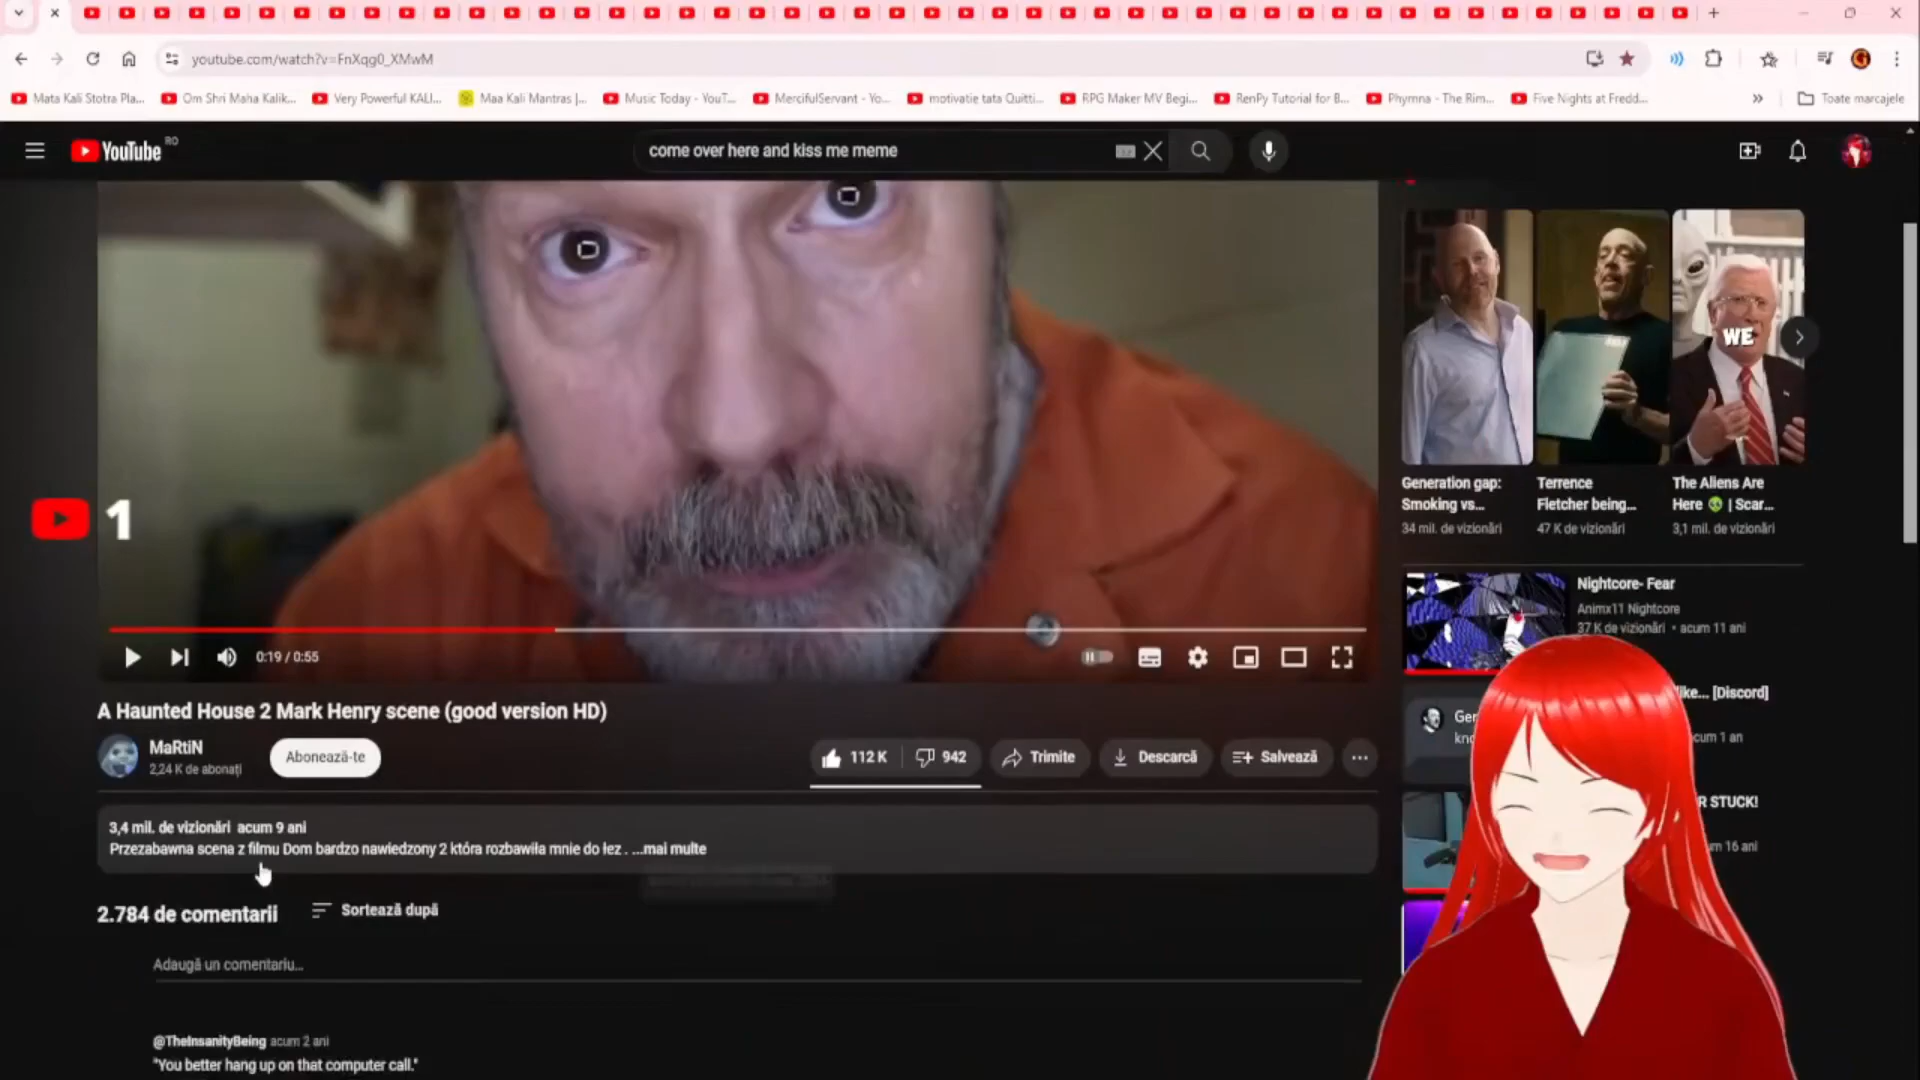 youtube.com/watch?v=FnXqg0_XMwM
Mata Kali Stotra Pla...
Om Shri Maha Kalik...
Very Powerful KALI...
Maa Kali Mantras |...
Music Today - YouT...
MercifulServant - Yo...
motivatie tata Quitti...
RPG Maker MV Begi...
RenPy Tutorial for B...
Phymna - The Rim...
Five Nights at Fredd...
Toate marcajele
YouTube RO
come over here and kiss me meme
WE
Generation gap:
Smoking vs...
34 mil. de vizionări
Terrence
Fletcher being...
47 K de vizionări
The Aliens Are
Here 👽 | Scar...
3,1 mil. de vizionări
1
0:19 / 0:55
Nightcore- Fear
Animx11 Nightcore
37 K de vizionări • acum 11 ani
like... [Discord]
cum 1 an
R STUCK!
m 16 ani
A Haunted House 2 Mark Henry scene (good version HD)
MaRtiN
2,24 K de abonați
Abonează-te
112 K
942
Trimite
Descarcă
Salvează
3,4 mil. de vizionări acum 9 ani
Przezabawna scena z filmu Dom bardzo nawiedzony 2 która rozbawiła mnie do łez . ...mai multe
2.784 de comentarii
Sortează după
Adaugă un comentariu...
@TheInsanityBeing acum 2 ani
"You better hang up on that computer call."